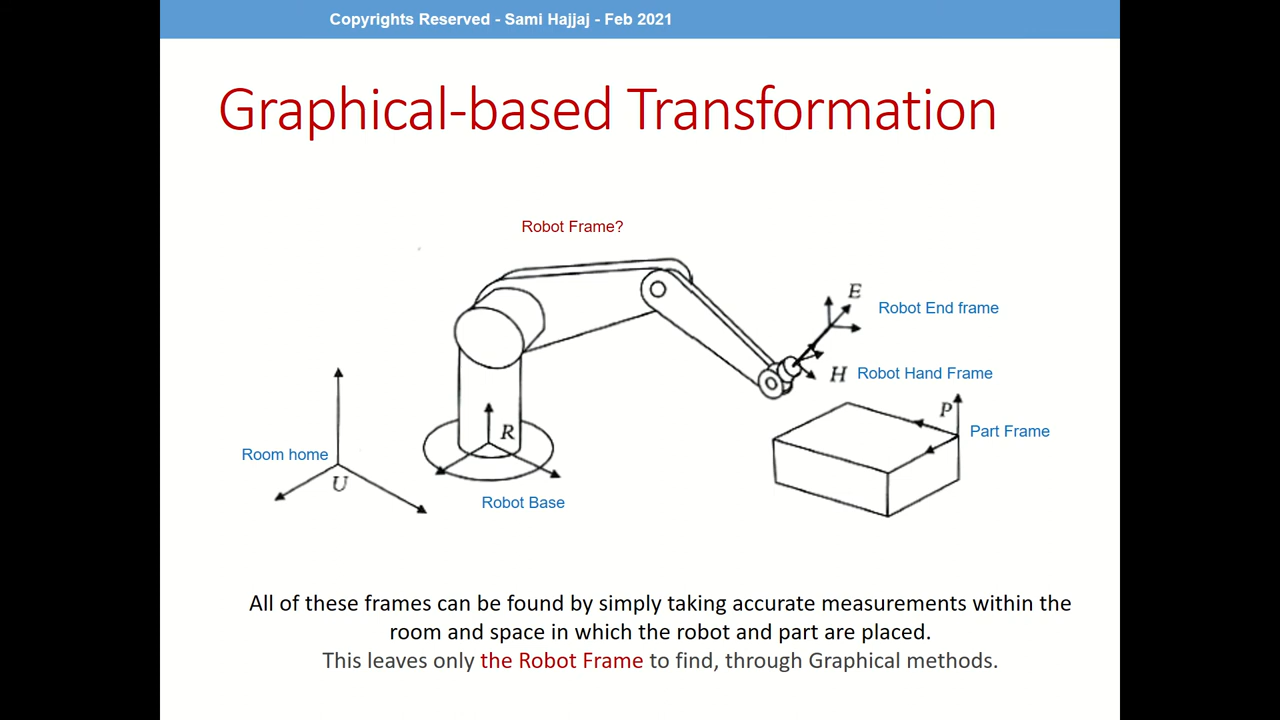 Copyrights Reserved - Sami Hajjaj - Feb 2021
Graphical-based Transformation
Robot Frame?
E
Robot End frame
H
Robot Hand Frame
P
Part Frame
R
Room home
U
Robot Base
All of these frames can be found by simply taking accurate measurements within the
room and space in which the robot and part are placed.
This leaves only the Robot Frame to find, through Graphical methods.